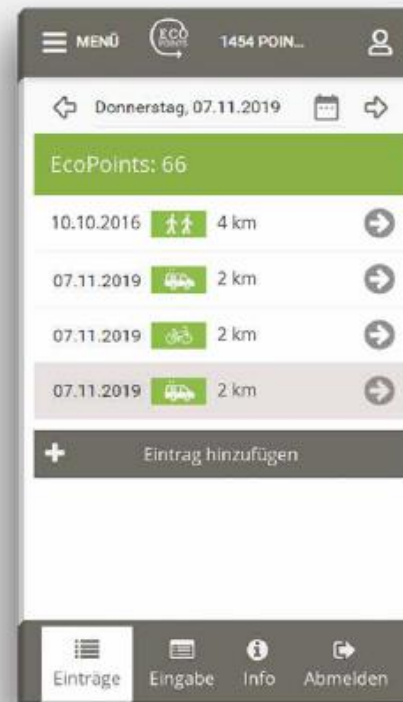 MENÜ ECO POINTS 1454 POIN...
Donnerstag, 07.11.2019
EcoPoints: 66
10.10.2016 4 km
07.11.2019 2 km
07.11.2019 2 km
07.11.2019 2 km
Eintrag hinzufügen
Einträge Eingabe Info Abmelden